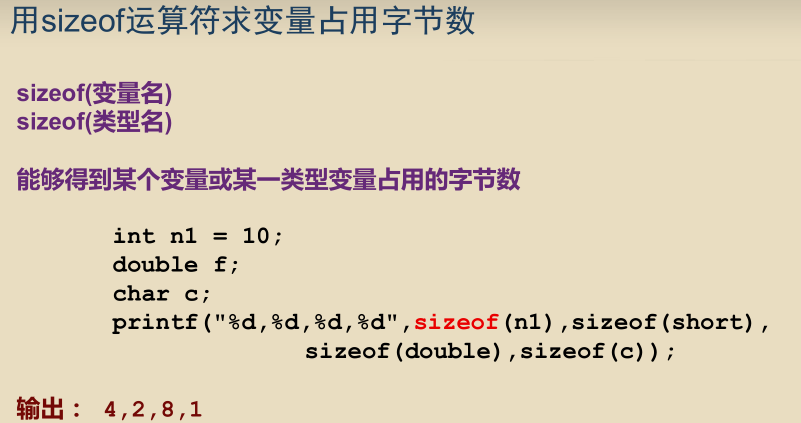 用sizeof运算符求变量占用字节数
sizeof(变量名)
sizeof(类型名)
能够得到某个变量或某一类型变量占用的字节数
int n1 = 10;
double f;
char c;
printf("%d,%d,%d,%d",sizeof(n1),sizeof(short),
sizeof(double),sizeof(c));
输出： 4,2,8,1